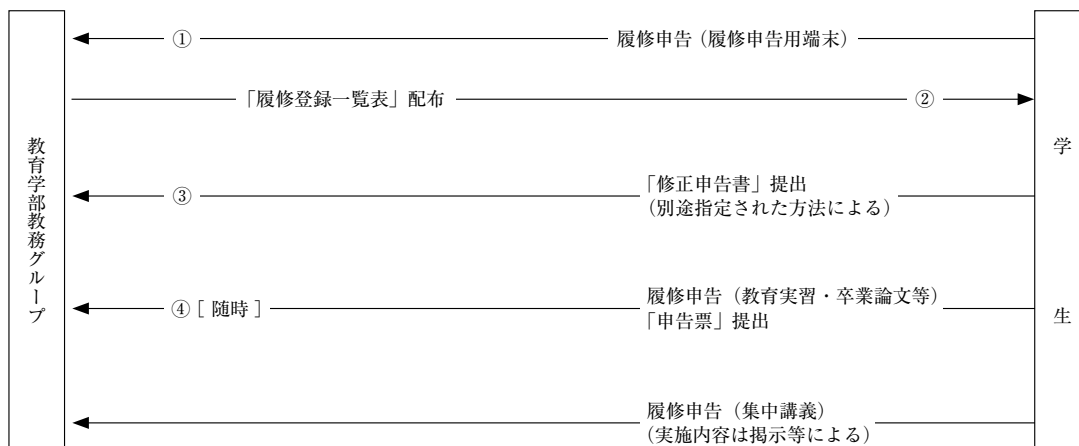 ① 履修申告(履修申告用端末)
「履修登録一覧表」配布 ②
教育学部教務グループ
学生
③ 「修正申告書」提出
(別途指定された方法による)
④[ 随時 ] 履修申告(教育実習・卒業論文等)
「申告票」提出
履修申告(集中講義)
(実施内容は掲示等による)